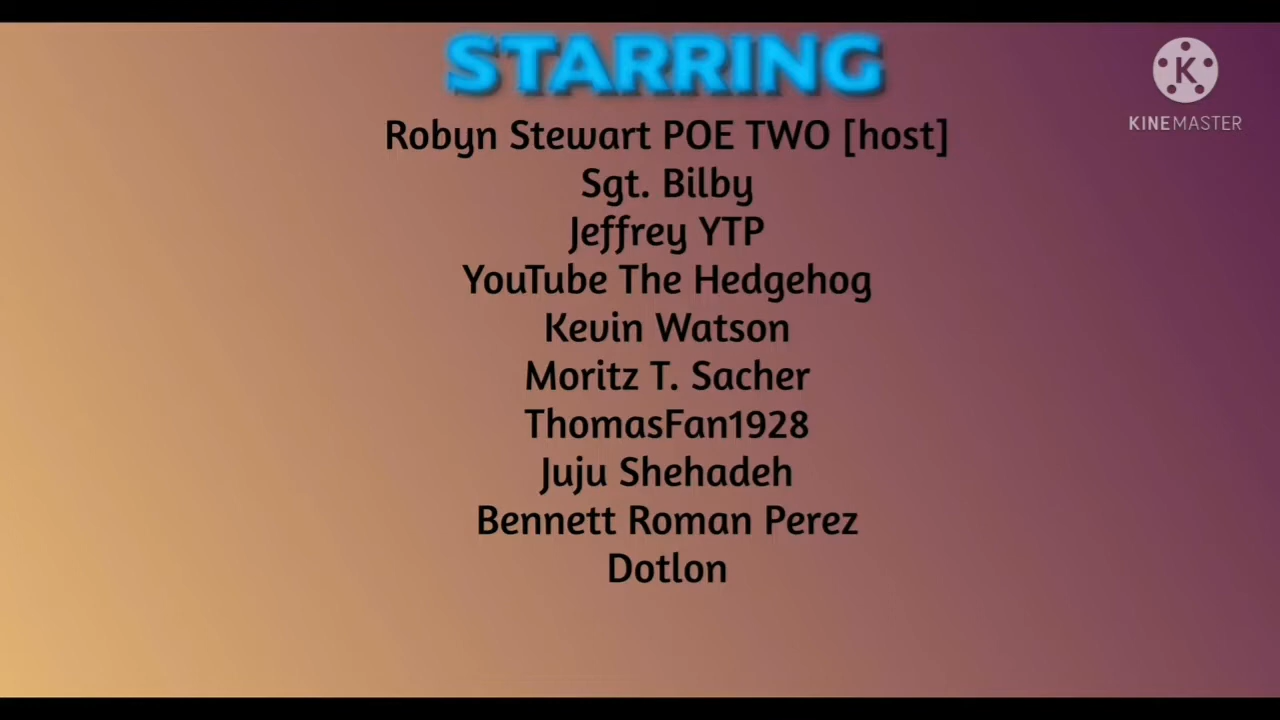 STARRING
KINEMASTER
Robyn Stewart POE TWO [host]
Sgt. Bilby
Jeffrey YTP
YouTube The Hedgehog
Kevin Watson
Moritz T. Sacher
ThomasFan1928
Juju Shehadeh
Bennett Roman Perez
Dotlon